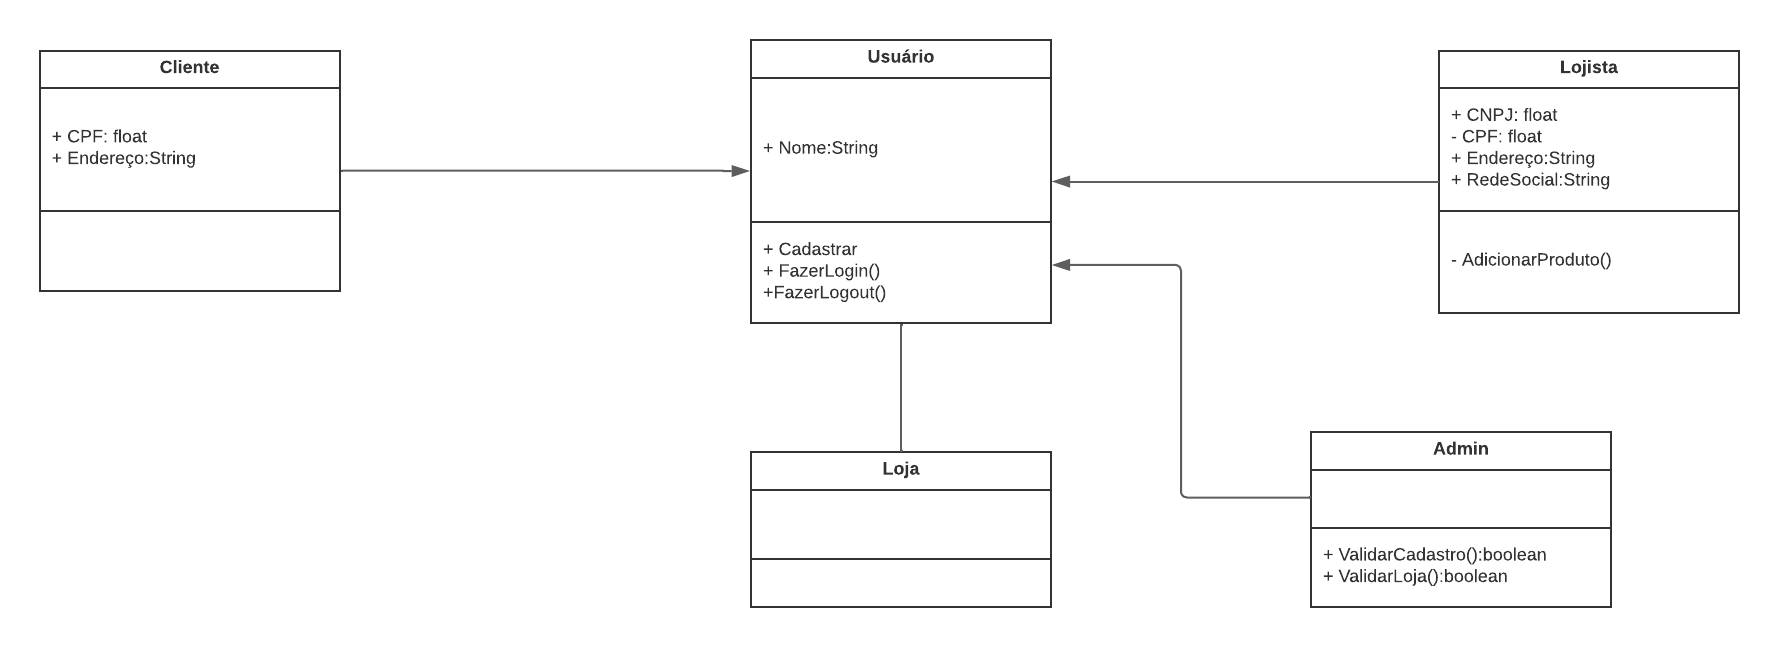 Cliente
+ CPF: float
+ Endereço:String
Usuário
+ Nome:String
+ Cadastrar
+ FazerLogin()
+FazerLogout()
Lojista
+ CNPJ: float
- CPF: float
+ Endereço:String
+ RedeSocial:String
- AdicionarProduto()
Loja
Admin
+ ValidarCadastro():boolean
+ ValidarLoja():boolean